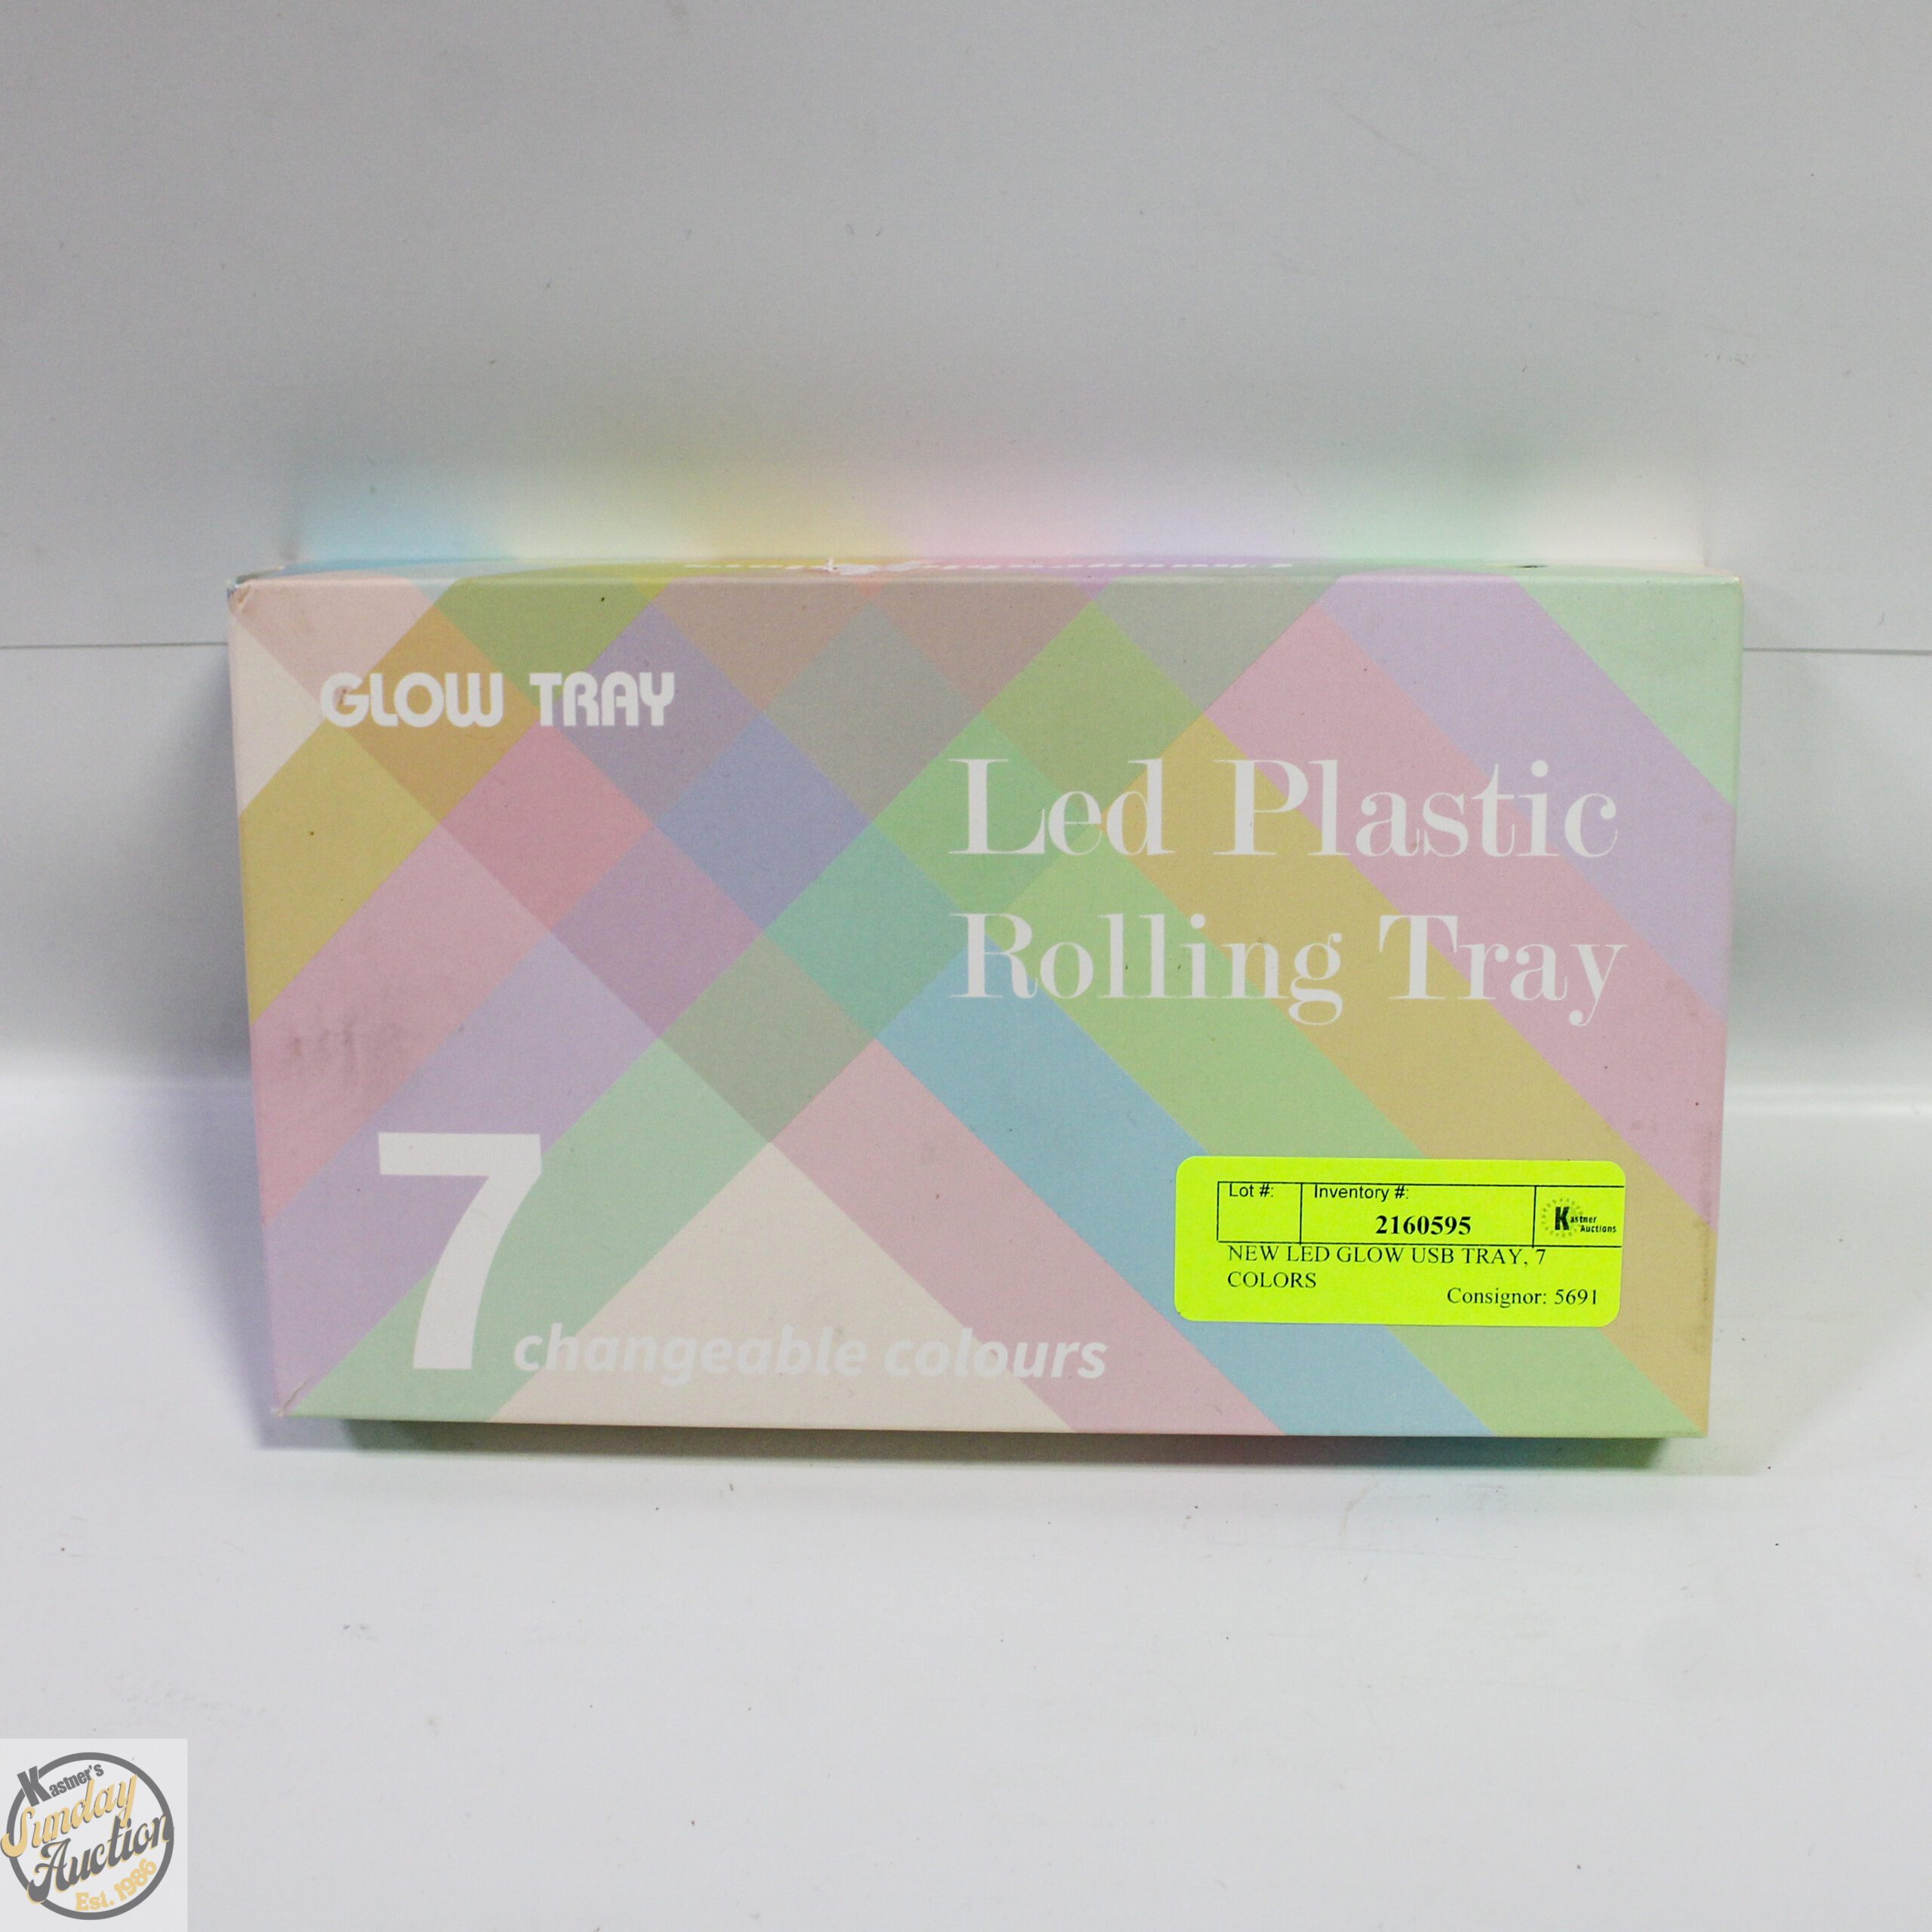 GLOW TRAY
Led Plastic
Rolling Tray
7 changeable colours
Lot #: Inventory #:
2160595
Kastner
Auctions
NEW LED GLOW USB TRAY, 7
COLORS
Consignor: 5691
Kastner's
Sunday
Auction
Est. 1986